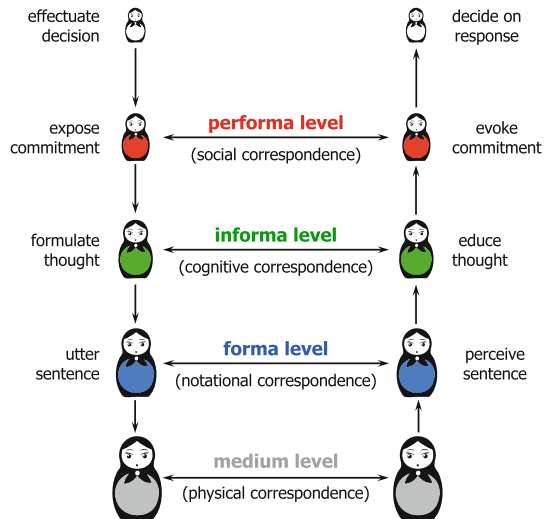 effectuate
decision
decide on
response
expose
commitment
performa level
(social correspondence)
evoke
commitment
formulate
thought
informa level
(cognitive correspondence)
educe
thought
utter
sentence
forma level
(notational correspondence)
perceive
sentence
medium level
(physical correspondence)